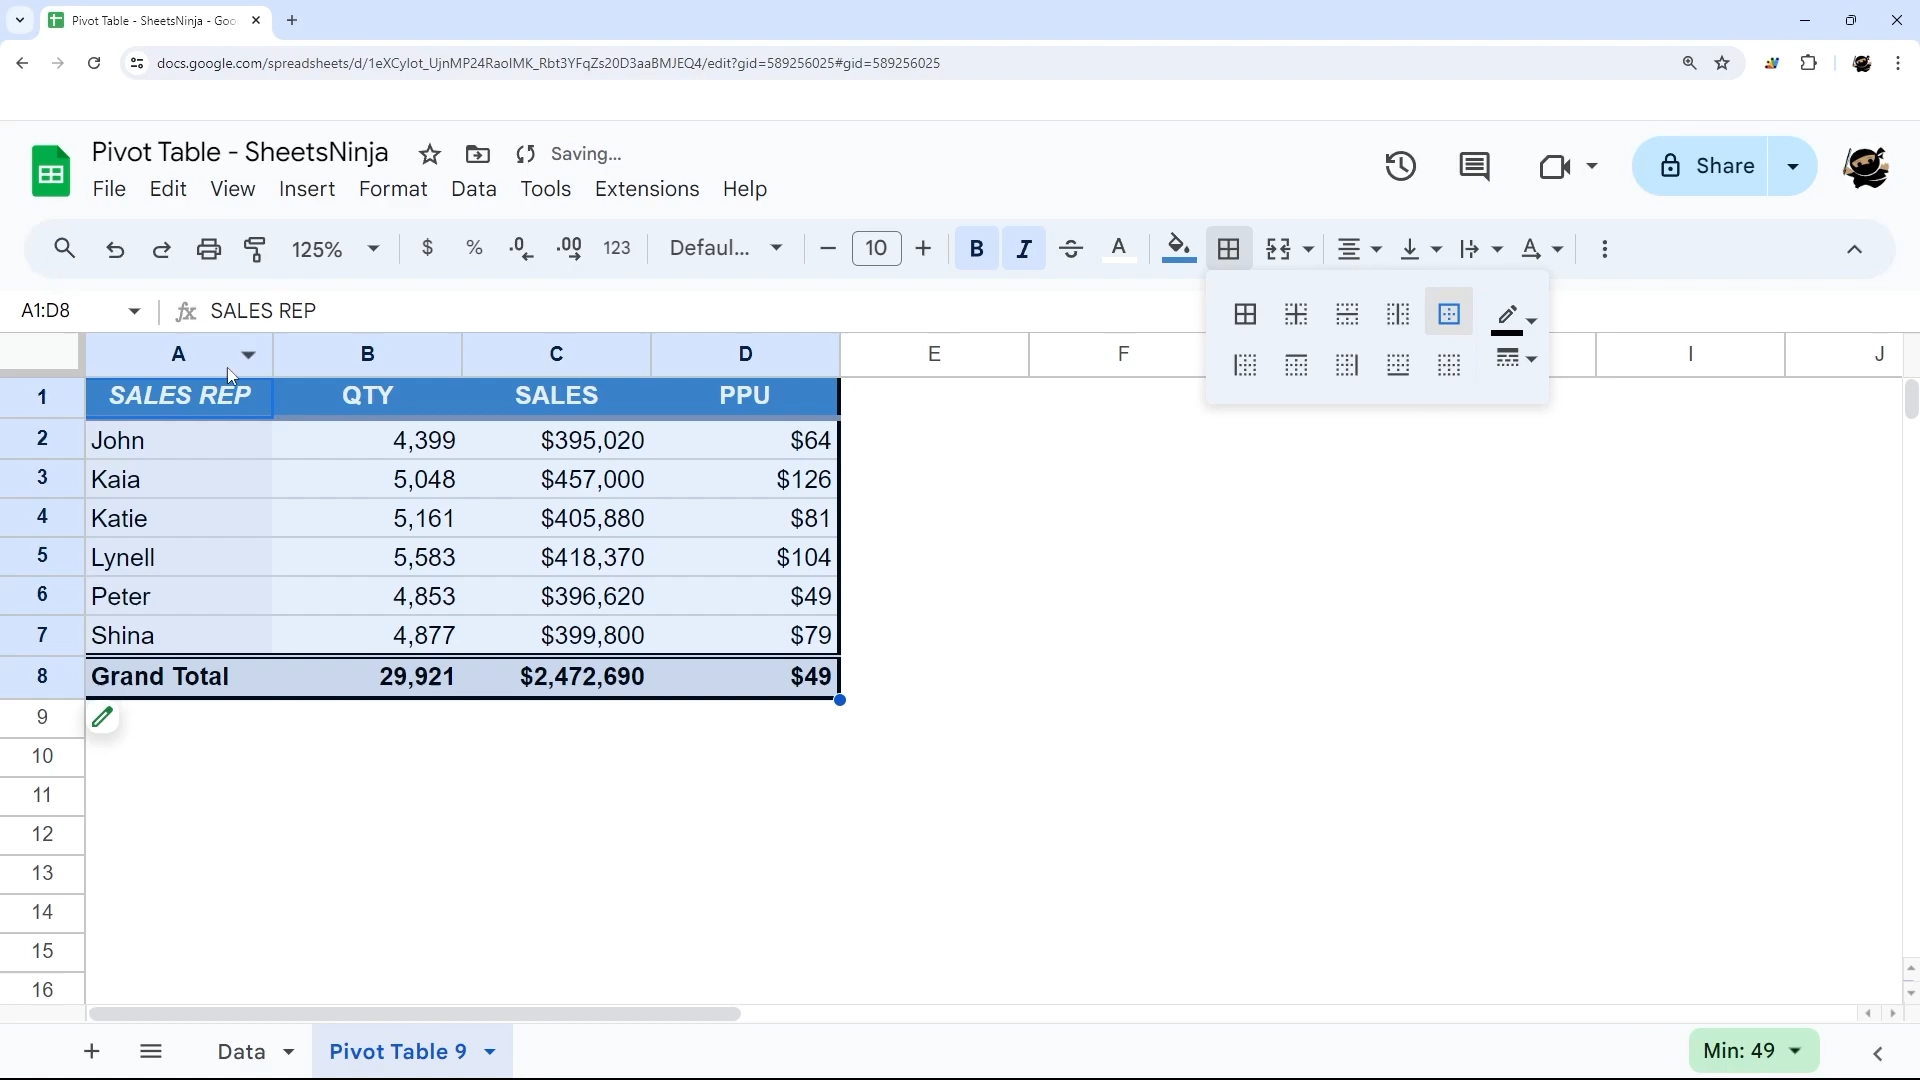 Pivot Table - SheetsNinja - Goo
docs.google.com/spreadsheets/d/1eXCylot_UjnMP24RaolMK_Rbt3YFqZs20D3aaBMJEQ4/edit?gid=589256025#gid=589256025
Pivot Table - SheetsNinja Saving...
File Edit View Insert Format Data Tools Extensions Help
Share
125% $ % .0 .00 123 Defaul... 10 B I A
A1:D8 fx SALES REP
A B C D E F I J
1 SALES REP QTY SALES PPU
2 John 4,399 $395,020 $64
3 Kaia 5,048 $457,000 $126
4 Katie 5,161 $405,880 $81
5 Lynell 5,583 $418,370 $104
6 Peter 4,853 $396,620 $49
7 Shina 4,877 $399,800 $79
8 Grand Total 29,921 $2,472,690 $49
9
10
11
12
13
14
15
16
Data Pivot Table 9 Min: 49